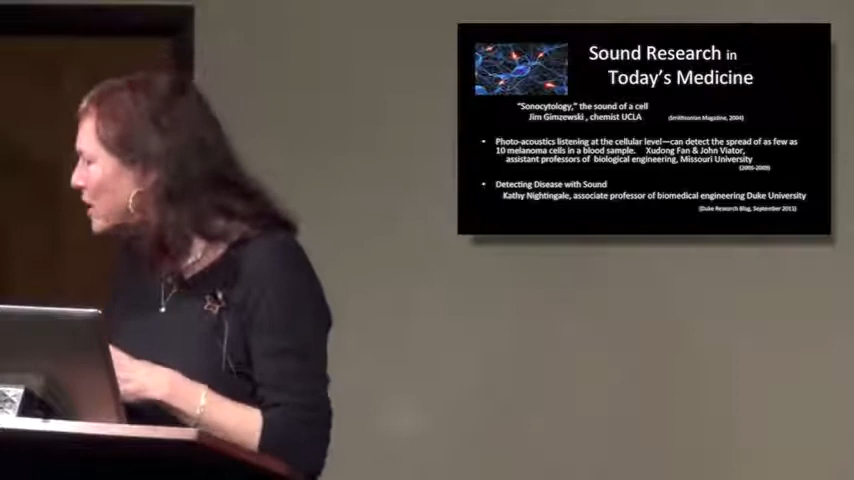 Sound Research in
Today's Medicine
"Sonocytology," the sound of a cell
Jim Gimzewski , chemist UCLA (Smithsonian Magazine, 2004)
• Photo-acoustics listening at the cellular level—can detect the spread of as few as
10 melanoma cells in a blood sample. Xudong Fan & John Viator,
assistant professors of biological engineering, Missouri University
• Detecting Disease with Sound
Kathy Nightingale, associate professor of biomedical engineering Duke University
(Duke Research Blog, September 2011)